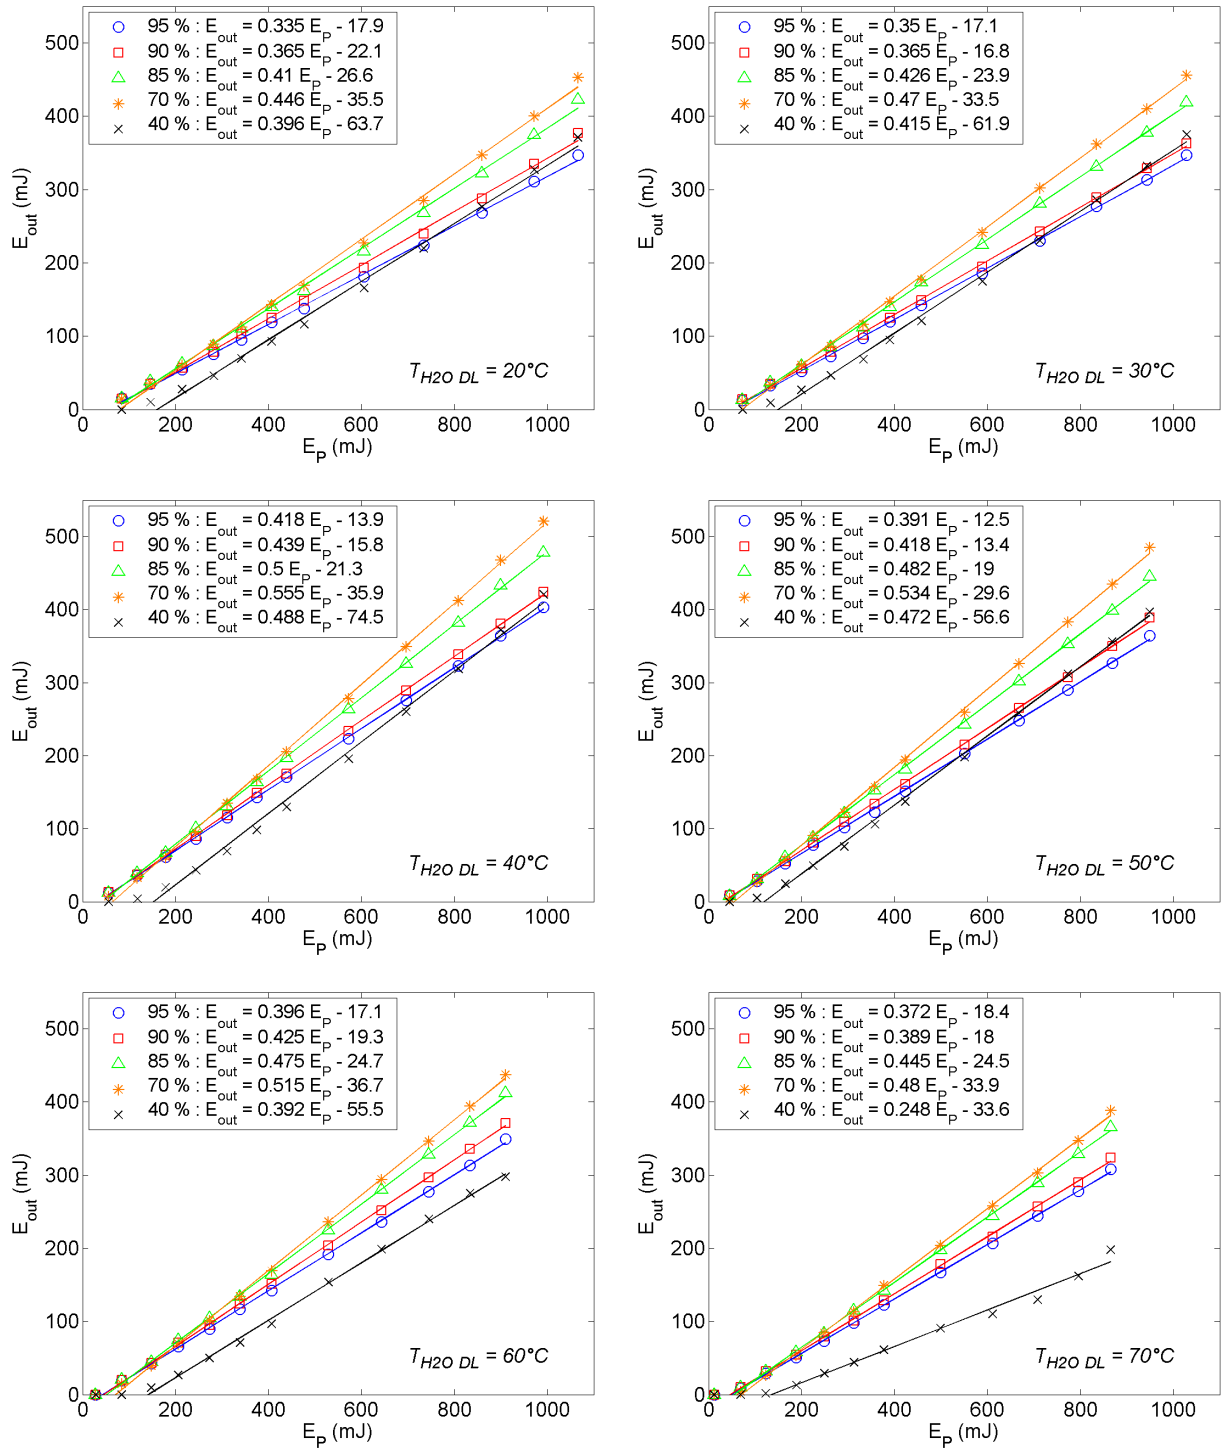 95 % : E_out = 0.335 E_P - 17.9
90 % : E_out = 0.365 E_P - 22.1
85 % : E_out = 0.41 E_P - 26.6
70 % : E_out = 0.446 E_P - 35.5
40 % : E_out = 0.396 E_P - 63.7
500
400
300
200
100
0
E_out (mJ)
T_H2O DL = 20°C
0 200 400 600 800 1000
E_P (mJ)
95 % : E_out = 0.35 E_P - 17.1
90 % : E_out = 0.365 E_P - 16.8
85 % : E_out = 0.426 E_P - 23.9
70 % : E_out = 0.47 E_P - 33.5
40 % : E_out = 0.415 E_P - 61.9
500
400
300
200
100
0
E_out (mJ)
T_H2O DL = 30°C
0 200 400 600 800 1000
E_P (mJ)
95 % : E_out = 0.418 E_P - 13.9
90 % : E_out = 0.439 E_P - 15.8
85 % : E_out = 0.5 E_P - 21.3
70 % : E_out = 0.555 E_P - 35.9
40 % : E_out = 0.488 E_P - 74.5
500
400
300
200
100
0
E_out (mJ)
T_H2O DL = 40°C
0 200 400 600 800 1000
E_P (mJ)
95 % : E_out = 0.391 E_P - 12.5
90 % : E_out = 0.418 E_P - 13.4
85 % : E_out = 0.482 E_P - 19
70 % : E_out = 0.534 E_P - 29.6
40 % : E_out = 0.472 E_P - 56.6
500
400
300
200
100
0
E_out (mJ)
T_H2O DL = 50°C
0 200 400 600 800 1000
E_P (mJ)
95 % : E_out = 0.396 E_P - 17.1
90 % : E_out = 0.425 E_P - 19.3
85 % : E_out = 0.475 E_P - 24.7
70 % : E_out = 0.515 E_P - 36.7
40 % : E_out = 0.392 E_P - 55.5
500
400
300
200
100
0
E_out (mJ)
T_H2O DL = 60°C
0 200 400 600 800 1000
E_P (mJ)
95 % : E_out = 0.372 E_P - 18.4
90 % : E_out = 0.389 E_P - 18
85 % : E_out = 0.445 E_P - 24.5
70 % : E_out = 0.48 E_P - 33.9
40 % : E_out = 0.248 E_P - 33.6
500
400
300
200
100
0
E_out (mJ)
T_H2O DL = 70°C
0 200 400 600 800 1000
E_P (mJ)